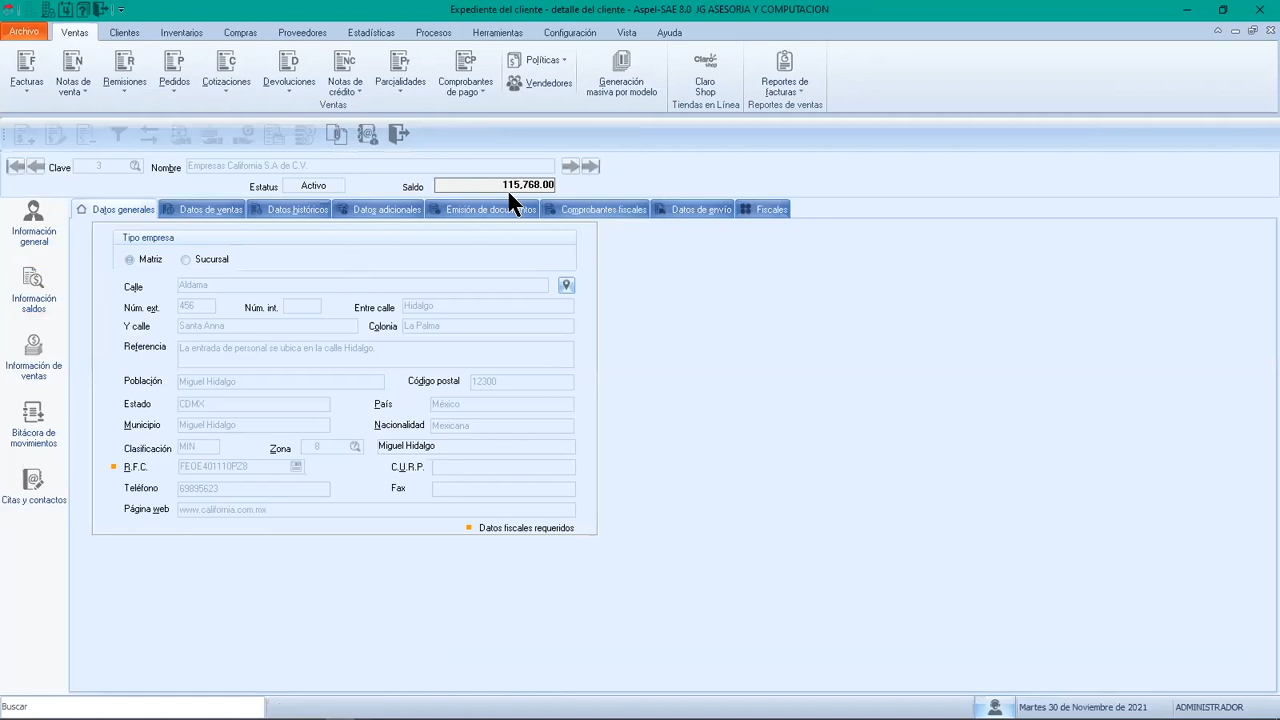 Expediente del cliente - detalle del cliente - Aspel-SAE 8.0 JG ASESORIA Y COMPUTACION
Archivo Ventas Clientes Inventarios Compras Proveedores Estadísticas Procesos Herramientas Configuración Vista Ayuda
Facturas
Notas de venta
Remisiones
Pedidos
Cotizaciones
Devoluciones
Notas de crédito
Parcialidades
Comprobantes de pago
Políticas
Vendedores
Generación masiva por modelo
Claro Shop
Reportes de facturas
Ventas
Tiendas en Línea
Reportes de ventas
Clave 3 Nombre Empresas California S.A de C.V.
Estatus Activo Saldo 115,768.00
Información general
Información saldos
Información de ventas
Bitácora de movimientos
Citas y contactos
Datos generales Datos de ventas Datos históricos Datos adicionales Emisión de documentos Comprobantes fiscales Datos de envío Fiscales
Tipo empresa
Matriz Sucursal
Calle Aldama
Núm. ext. 456 Núm. int. Entre calle Hidalgo
Y calle Santa Anna Colonia La Palma
Referencia La entrada de personal se ubica en la calle Hidalgo.
Población Miguel Hidalgo Código postal 12300
Estado CDMX País México
Municipio Miguel Hidalgo Nacionalidad Mexicana
Clasificación MIN Zona 8 Miguel Hidalgo
R.F.C. FEOE401110PZ8 C.U.R.P.
Teléfono 69895623 Fax
Página web www.california.com.mx
Datos fiscales requeridos
Buscar Martes 30 de Noviembre de 2021 ADMINISTRADOR